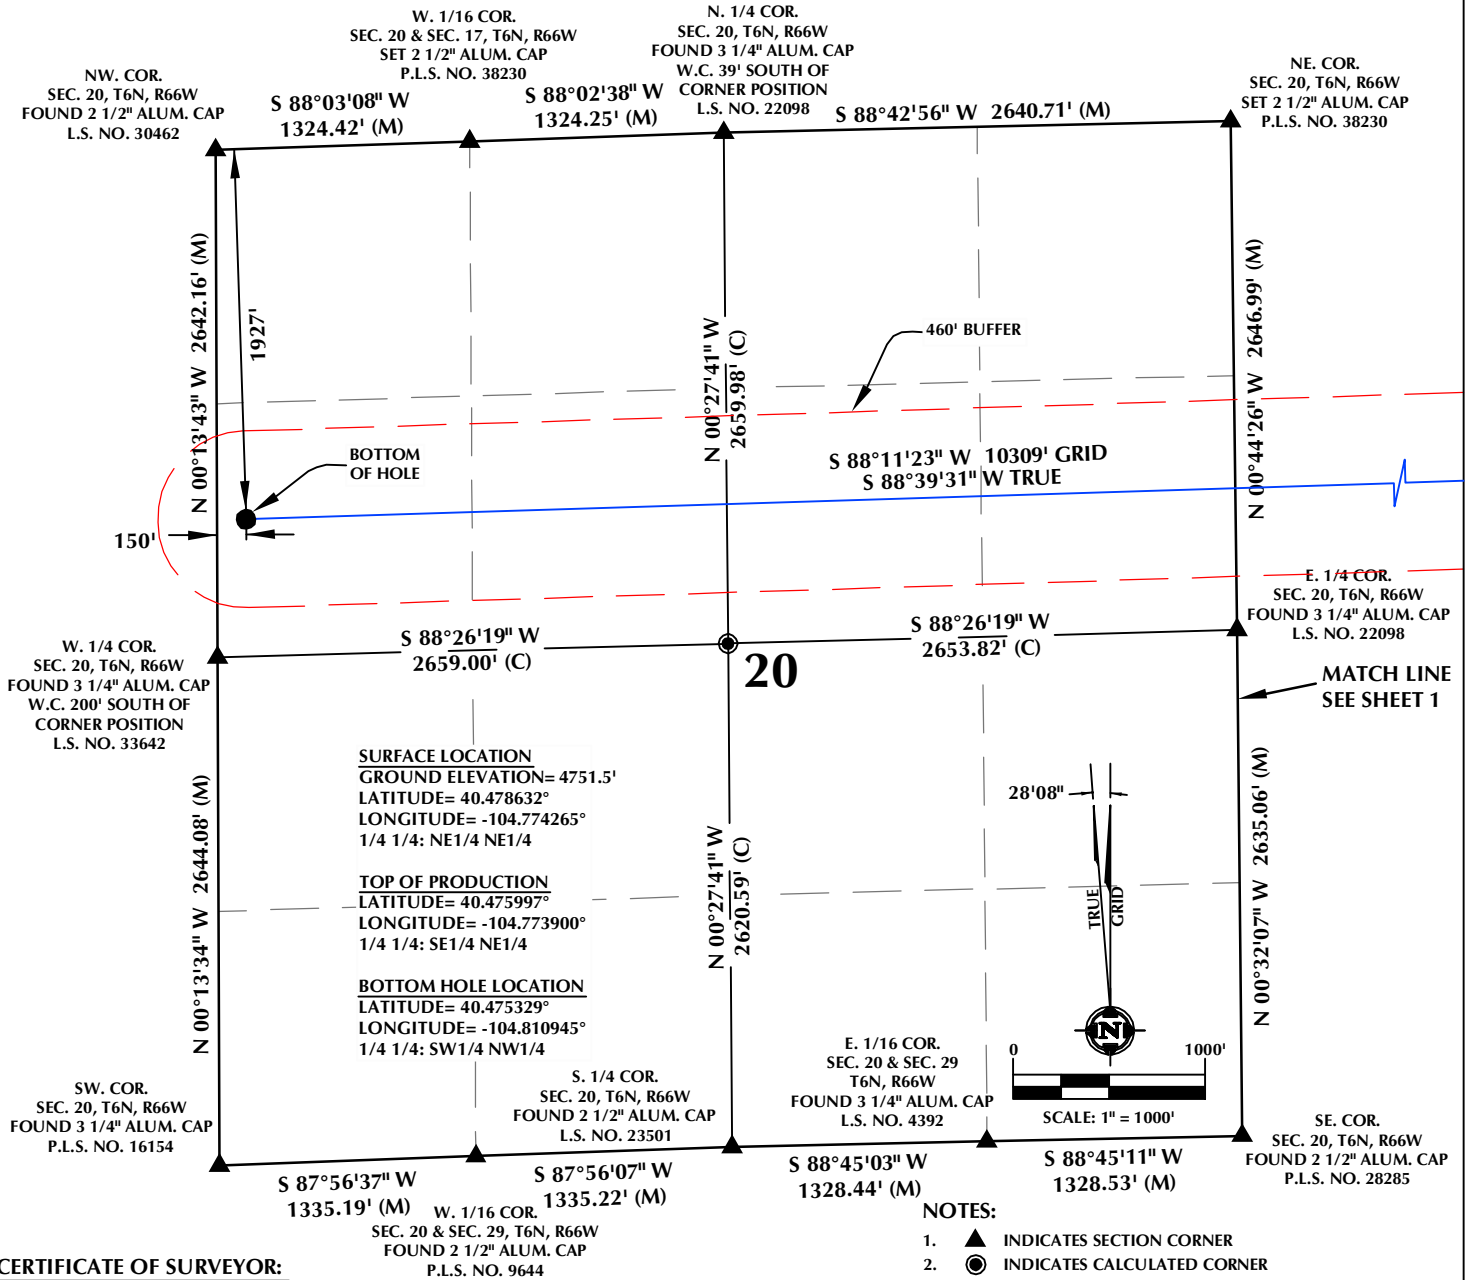 W. 1/16 COR.
SEC. 20 & SEC. 17, T6N, R66W
SET 2 1/2" ALUM. CAP
P.L.S. NO. 38230
N. 1/4 COR.
SEC. 20, T6N, R66W
FOUND 3 1/4" ALUM. CAP
W.C. 39' SOUTH OF
CORNER POSITION
L.S. NO. 22098
NE. COR.
SEC. 20, T6N, R66W
SET 2 1/2" ALUM. CAP
P.L.S. NO. 38230
NW. COR.
SEC. 20, T6N, R66W
FOUND 2 1/2" ALUM. CAP
L.S. NO. 30462
S 88°03'08" W
1324.42' (M)
S 88°02'38" W
1324.25' (M)
S 88°42'56" W 2640.71' (M)
N 00°13'43" W 2642.16' (M)
1927'
N 00°27'41" W
2659.98' (C)
N 00°44'26" W 2646.99' (M)
460' BUFFER
BOTTOM
OF HOLE
S 88°11'23" W 10309' GRID
S 88°39'31" W TRUE
150'
E. 1/4 COR.
SEC. 20, T6N, R66W
FOUND 3 1/4" ALUM. CAP
L.S. NO. 22098
W. 1/4 COR.
SEC. 20, T6N, R66W
FOUND 3 1/4" ALUM. CAP
W.C. 200' SOUTH OF
CORNER POSITION
L.S. NO. 33642
S 88°26'19" W
2659.00' (C)
S 88°26'19" W
2653.82' (C)
20
MATCH LINE
SEE SHEET 1
SURFACE LOCATION
GROUND ELEVATION= 4751.5'
LATITUDE= 40.478632°
LONGITUDE= -104.774265°
1/4 1/4: NE1/4 NE1/4
TOP OF PRODUCTION
LATITUDE= 40.475997°
LONGITUDE= -104.773900°
1/4 1/4: SE1/4 NE1/4
BOTTOM HOLE LOCATION
LATITUDE= 40.475329°
LONGITUDE= -104.810945°
1/4 1/4: SW1/4 NW1/4
N 00°13'34" W 2644.08' (M)
N 00°27'41" W
2620.59' (C)
28'08"
TRUE
GRID
N
N 00°32'07" W 2635.06' (M)
0 1000'
SCALE: 1" = 1000'
E. 1/16 COR.
SEC. 20 & SEC. 29
T6N, R66W
FOUND 3 1/4" ALUM. CAP
L.S. NO. 4392
S. 1/4 COR.
SEC. 20, T6N, R66W
FOUND 2 1/2" ALUM. CAP
L.S. NO. 23501
SW. COR.
SEC. 20, T6N, R66W
FOUND 3 1/4" ALUM. CAP
P.L.S. NO. 16154
SE. COR.
SEC. 20, T6N, R66W
FOUND 2 1/2" ALUM. CAP
P.L.S. NO. 28285
S 87°56'37" W
1335.19' (M)
S 87°56'07" W
1335.22' (M)
S 88°45'03" W
1328.44' (M)
S 88°45'11" W
1328.53' (M)
W. 1/16 COR.
SEC. 20 & SEC. 29, T6N, R66W
FOUND 2 1/2" ALUM. CAP
P.L.S. NO. 9644
NOTES:
1. INDICATES SECTION CORNER
2. INDICATES CALCULATED CORNER
CERTIFICATE OF SURVEYOR: